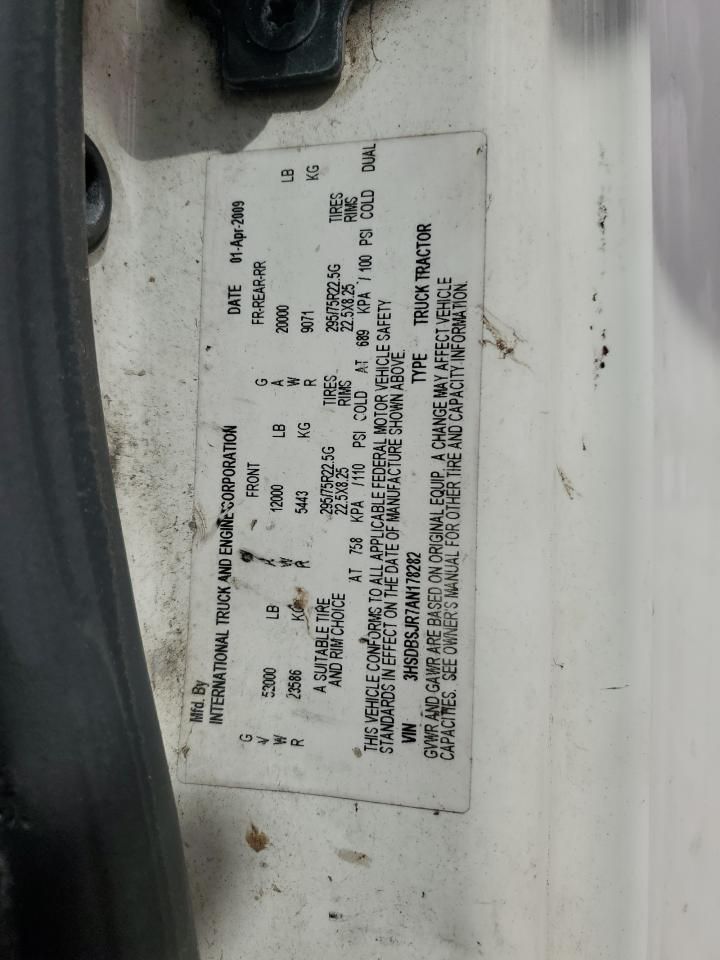 Mfd. By
INTERNATIONAL TRUCK AND ENGINE CORPORATION DATE 01-Apr-2009
G FRONT G FR-REAR-RR
V 52000 LB A 12000 LB A 20000 LB
W W W
R 23586 KG R 5443 KG R 9071 KG
A SUITABLE TIRE 295/75R22.5G TIRES 295/75R22.5G TIRES
AND RIM CHOICE 22.5X8.25 RIMS 22.5X8.25 RIMS
AT 758 KPA /110 PSI COLD AT 689 KPA /100 PSI COLD DUAL
THIS VEHICLE CONFORMS TO ALL APPLICABLE FEDERAL MOTOR VEHICLE SAFETY
STANDARDS IN EFFECT ON THE DATE OF MANUFACTURE SHOWN ABOVE.
VIN 3HSDBSJR7AN178282 TYPE TRUCK TRACTOR
GVWR AND GAWR ARE BASED ON ORIGINAL EQUIP. A CHANGE MAY AFFECT VEHICLE
CAPACITIES. SEE OWNER'S MANUAL FOR OTHER TIRE AND CAPACITY INFORMATION.